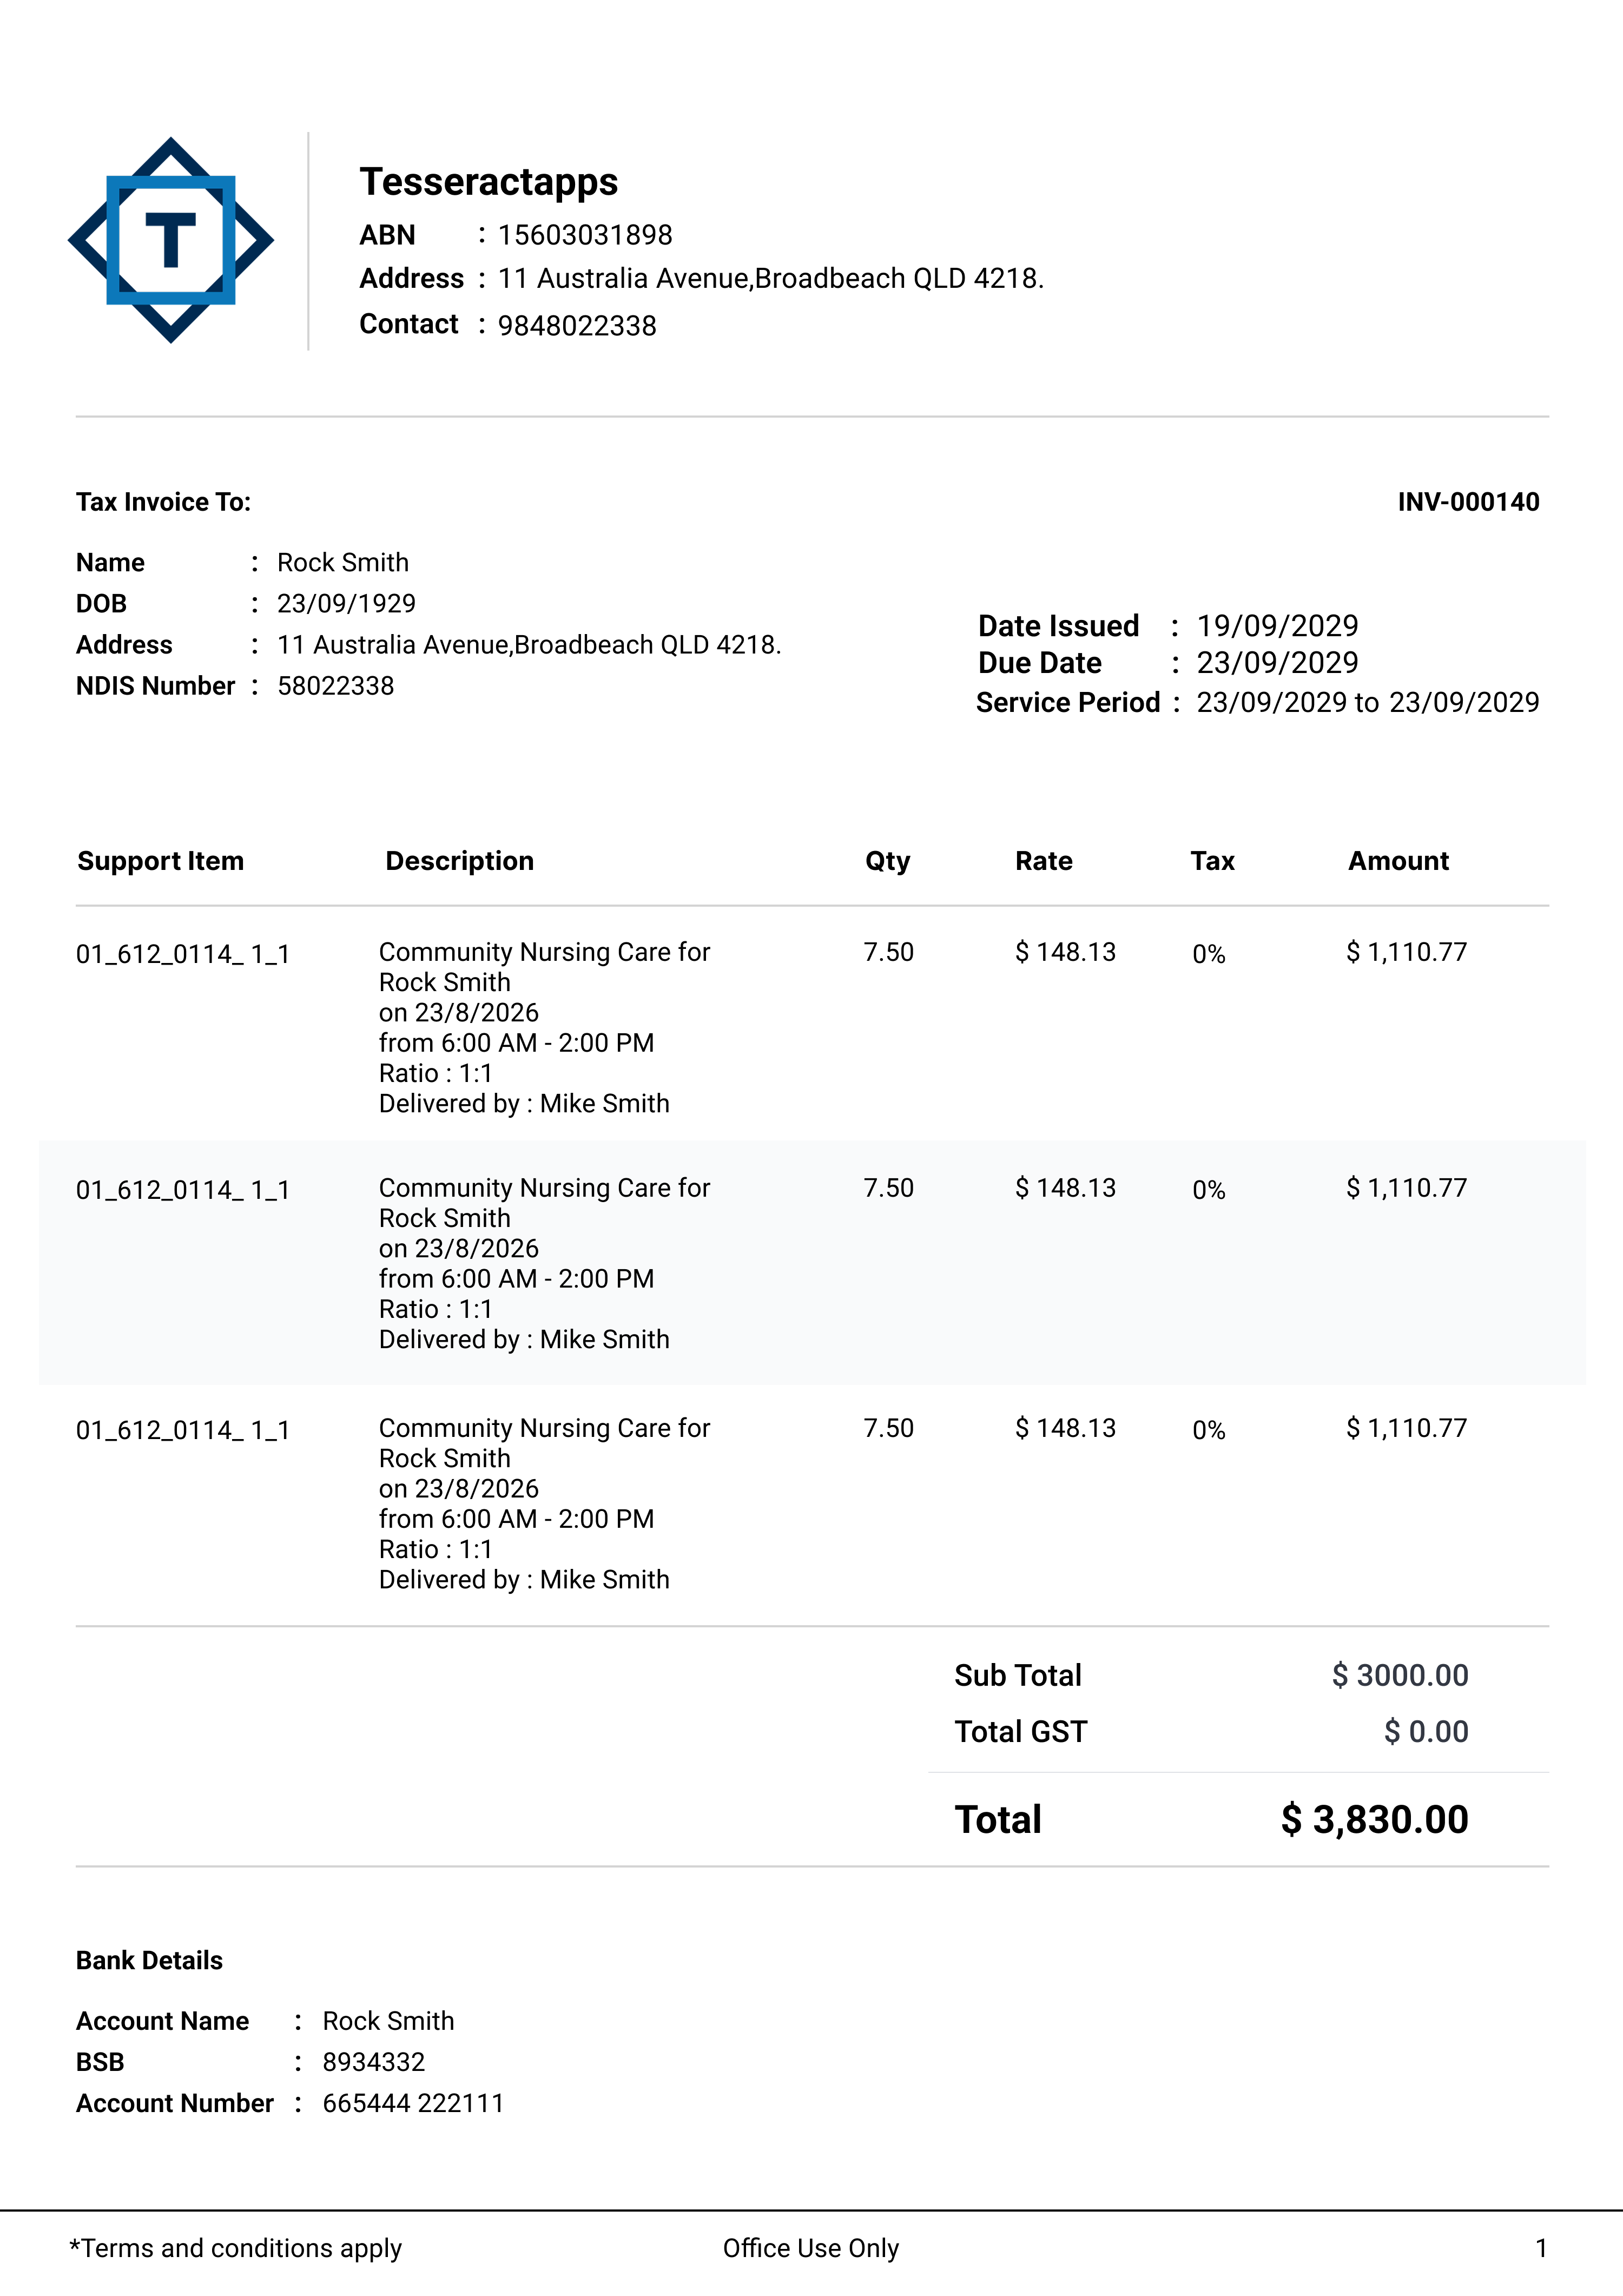 T
Tesseractapps
ABN : 15603031898
Address : 11 Australia Avenue,Broadbeach QLD 4218.
Contact : 9848022338
Tax Invoice To:
INV-000140
Name : Rock Smith
DOB : 23/09/1929
Address : 11 Australia Avenue,Broadbeach QLD 4218.
NDIS Number : 58022338
Date Issued : 19/09/2029
Due Date : 23/09/2029
Service Period : 23/09/2029 to 23/09/2029
Support Item Description Qty Rate Tax Amount
01_612_0114_ 1_1 Community Nursing Care for 7.50 $ 148.13 0% $ 1,110.77
Rock Smith
on 23/8/2026
from 6:00 AM - 2:00 PM
Ratio : 1:1
Delivered by : Mike Smith
01_612_0114_ 1_1 Community Nursing Care for 7.50 $ 148.13 0% $ 1,110.77
Rock Smith
on 23/8/2026
from 6:00 AM - 2:00 PM
Ratio : 1:1
Delivered by : Mike Smith
01_612_0114_ 1_1 Community Nursing Care for 7.50 $ 148.13 0% $ 1,110.77
Rock Smith
on 23/8/2026
from 6:00 AM - 2:00 PM
Ratio : 1:1
Delivered by : Mike Smith
Sub Total $ 3000.00
Total GST $ 0.00
Total $ 3,830.00
Bank Details
Account Name : Rock Smith
BSB : 8934332
Account Number : 665444 222111
*Terms and conditions apply Office Use Only 1